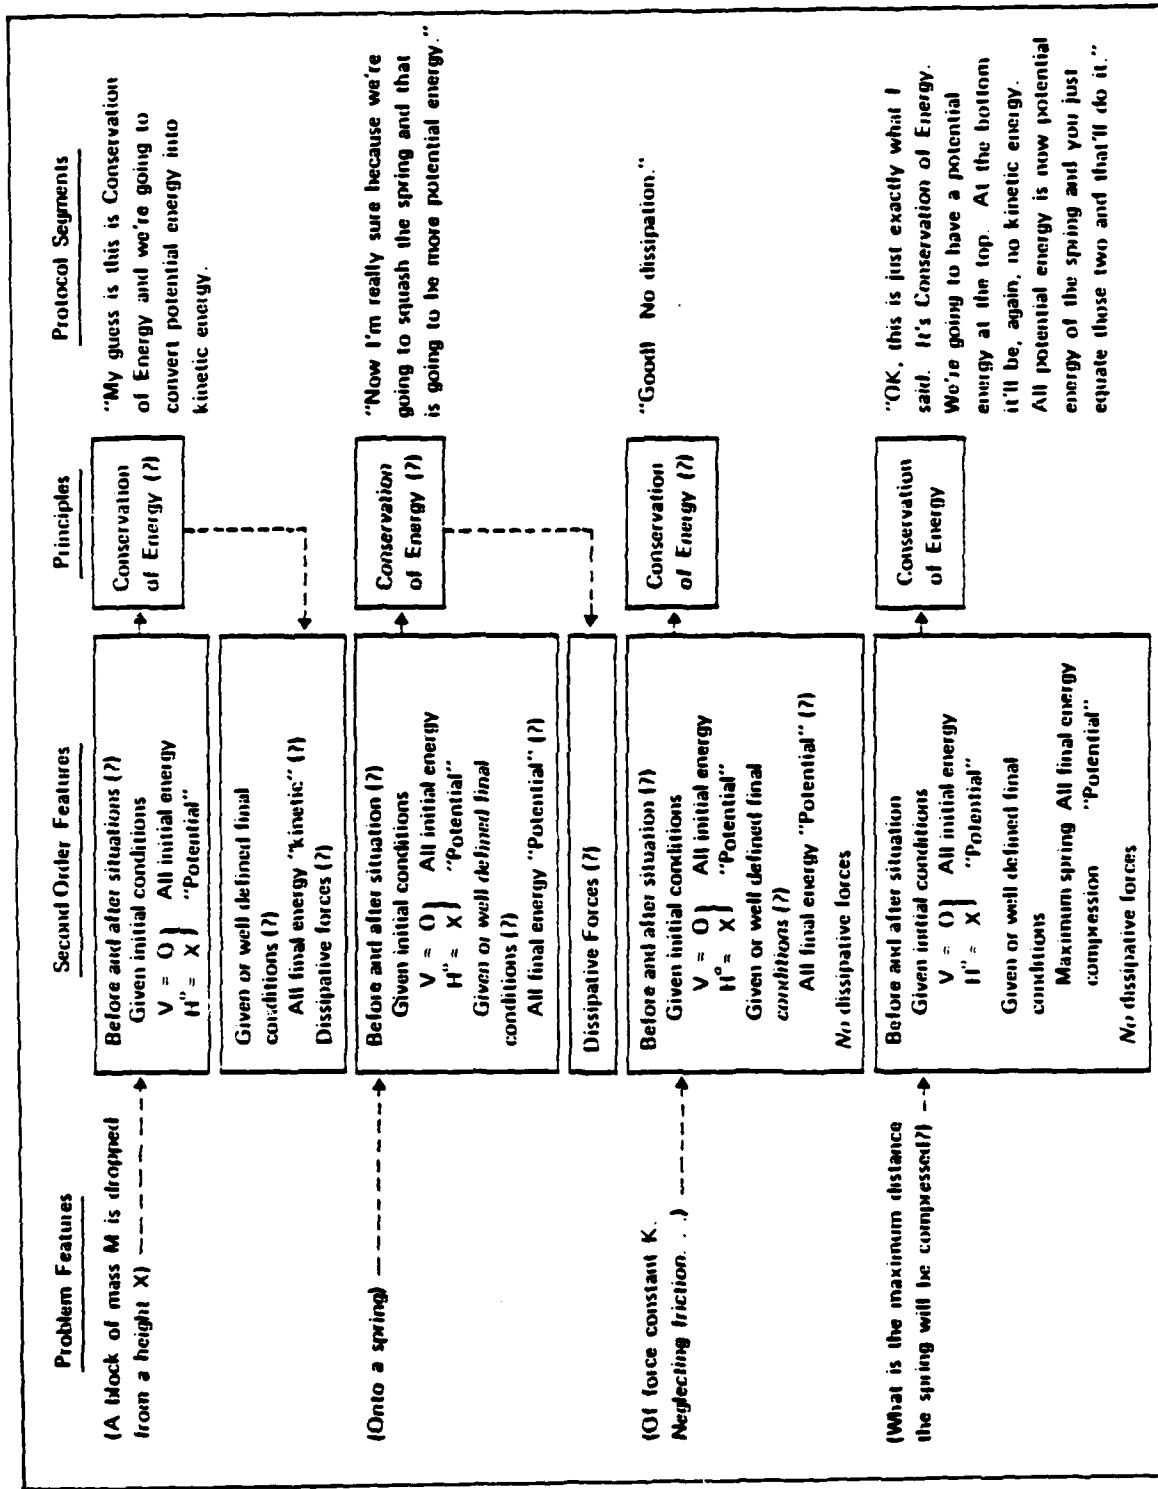 Problem Features
Second Order Features
Principles
Protocol Segments
(A block of mass M is dropped
from a height X)
Before and after situations (?)
Given initial conditions
V = O } All initial energy
H" = X } "Potential"
Conservation
of Energy (?)
"My guess is this is Conservation
of Energy and we're going to
convert potential energy into
kinetic energy.
Given or well defined final
conditions (?)
All final energy "kinetic" (?)
Dissipative forces (?)
(Onto a spring)
Before and after situation (?)
Given initial conditions
V = O } All initial energy
H" = X } "Potential"
Given or well defined final
conditions (?)
All final energy "Potential" (?)
Conservation
of Energy (?)
"Now I'm really sure because we're
going to squash the spring and that
is going to be more potential energy."
Dissipative Forces (?)
(Of force constant K.
Neglecting friction. . .)
Before and after situation (?)
Given initial conditions
V = O } All initial energy
H" = X } "Potential"
Given or well defined final
conditions (?)
All final energy "Potential" (?)
No dissipative forces
Conservation
of Energy (?)
"Good! No dissipation."
(What is the maximum distance
the spring will be compressed?)
Before and after situation
Given initial conditions
V = O } All initial energy
H" = X } "Potential"
Given or well defined final
conditions
Maximum spring All final energy
compression "Potential"
No dissipative forces
Conservation
of Energy
"OK, this is just exactly what I
said. It's Conservation of Energy.
We're going to have a potential
energy at the top. At the bottom
it'll be, again, no kinetic energy.
All potential energy is now potential
energy of the spring and you just
equate those two and that'll do it."